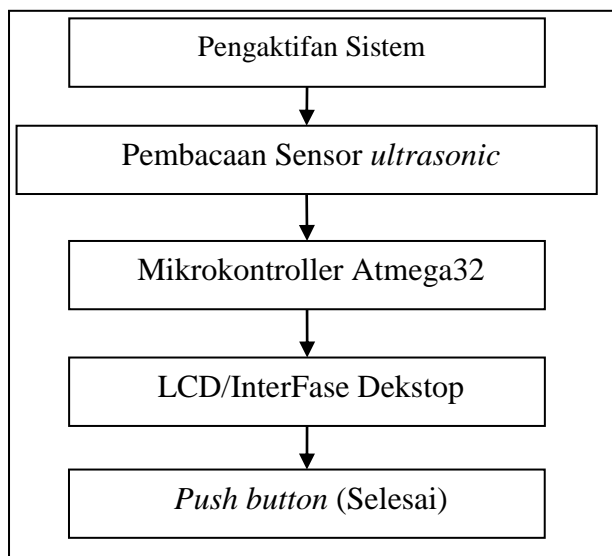 Pengaktifan Sistem
Pembacaan Sensor ultrasonic
Mikrokontroller Atmega32
LCD/InterFase Dekstop
Push button (Selesai)